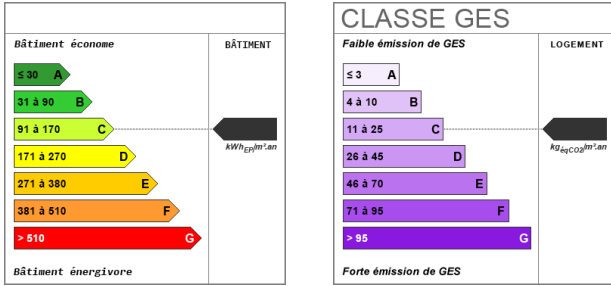 Bâtiment économe
BÂTIMENT
≤ 30 A
31 à 90 B
91 à 170 C
kWhEP/m².an
171 à 270 D
271 à 380 E
381 à 510 F
> 510 G
Bâtiment énergivore
CLASSE GES
Faible émission de GES
LOGEMENT
≤ 3 A
4 à 10 B
11 à 25 C
kgéqCO2/m².an
26 à 45 D
46 à 70 E
71 à 95 F
> 95 G
Forte émission de GES